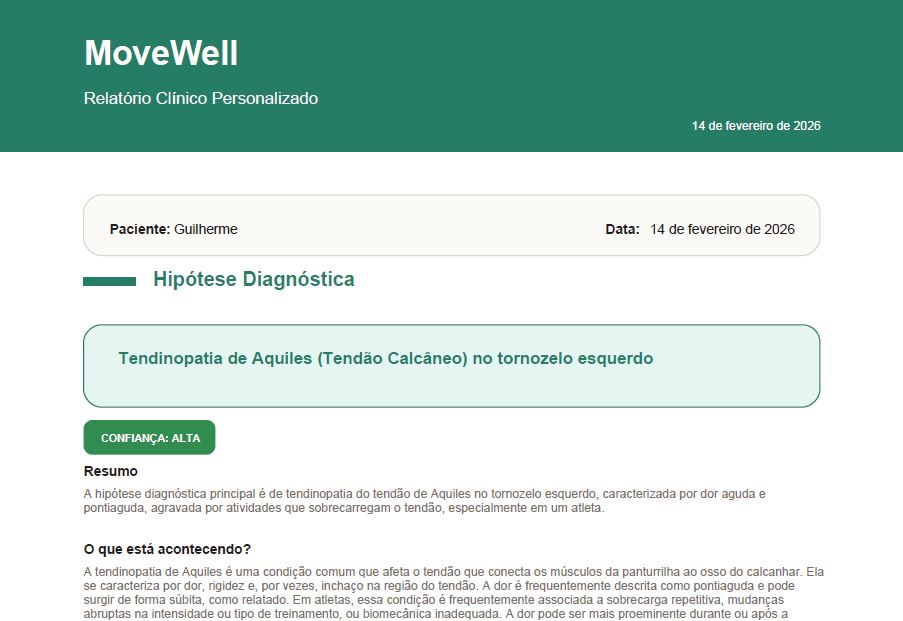 MoveWell
Relatório Clínico Personalizado
14 de fevereiro de 2026
Paciente: Guilherme
Data: 14 de fevereiro de 2026
Hipótese Diagnóstica
Tendinopatia de Aquiles (Tendão Calcâneo) no tornozelo esquerdo
CONFIANÇA: ALTA
Resumo
A hipótese diagnóstica principal é de tendinopatia do tendão de Aquiles no tornozelo esquerdo, caracterizada por dor aguda e
pontiaguda, agravada por atividades que sobrecarregam o tendão, especialmente em um atleta.
O que está acontecendo?
A tendinopatia de Aquiles é uma condição comum que afeta o tendão que conecta os músculos da panturrilha ao osso do calcanhar. Ela
se caracteriza por dor, rigidez e, por vezes, inchaço na região do tendão. A dor é frequentemente descrita como pontiaguda e pode
surgir de forma súbita, como relatado. Em atletas, essa condição é frequentemente associada a sobrecarga repetitiva, mudanças
abruptas na intensidade ou tipo de treinamento, ou biomecânica inadequada. A dor pode ser mais proeminente durante ou após a